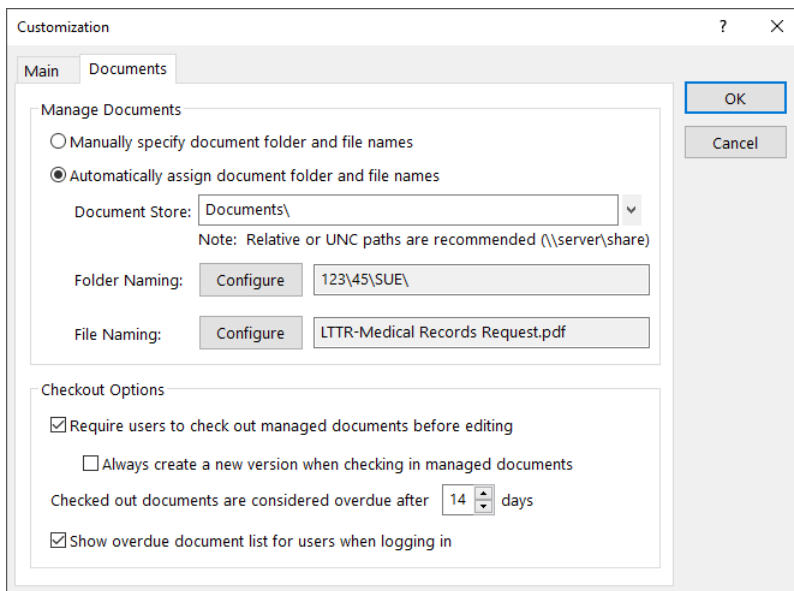 Customization
Main
Documents
OK
Cancel
Manage Documents
Manually specify document folder and file names
Automatically assign document folder and file names
Document Store: Documents\
Note:  Relative or UNC paths are recommended (\\server\share)
Folder Naming: Configure 123\45\SUE\
File Naming: Configure LTTR-Medical Records Request.pdf
Checkout Options
Require users to check out managed documents before editing
Always create a new version when checking in managed documents
Checked out documents are considered overdue after 14 days
Show overdue document list for users when logging in